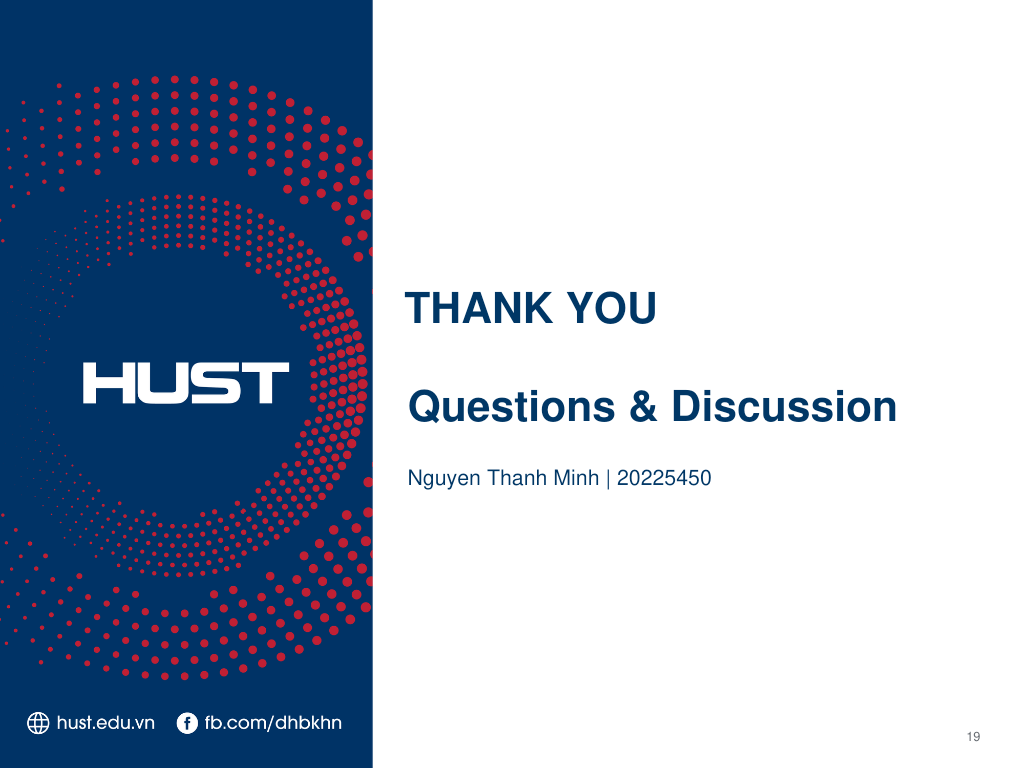 HUST
hust.edu.vn
fb.com/dhbkhn
THANK YOU
Questions & Discussion
Nguyen Thanh Minh | 20225450
19